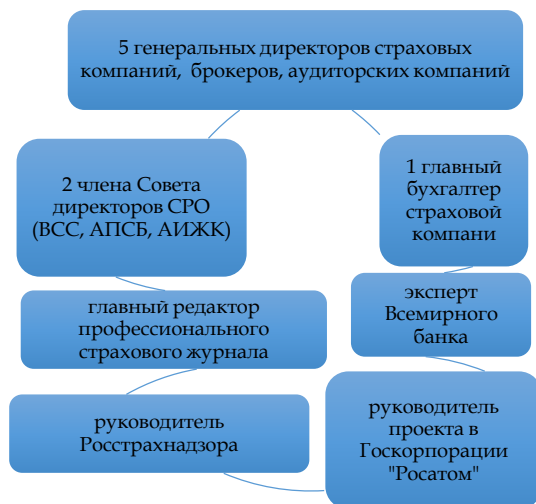 5 генеральных директоров страховых
компаний, брокеров, аудиторских компаний
2 члена Совета
директоров СРО
(ВСС, АПСБ, АИЖК)
1 главный
бухгалтер
страховой
компани
главный редактор
профессионального
страхового журнала
эксперт
Всемирного
банка
руководитель
Росстрахнадзора
руководитель
проекта в
Госкорпорации
"Росатом"